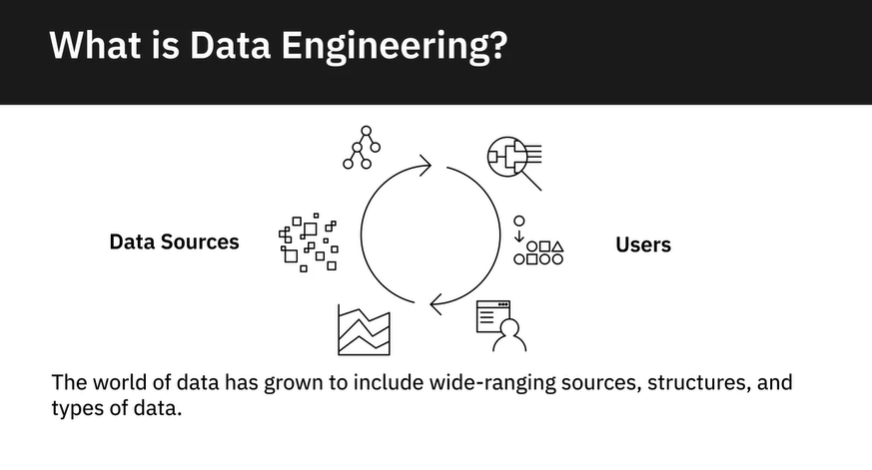 What is Data Engineering?
Data Sources
Users
The world of data has grown to include wide-ranging sources, structures, and
types of data.